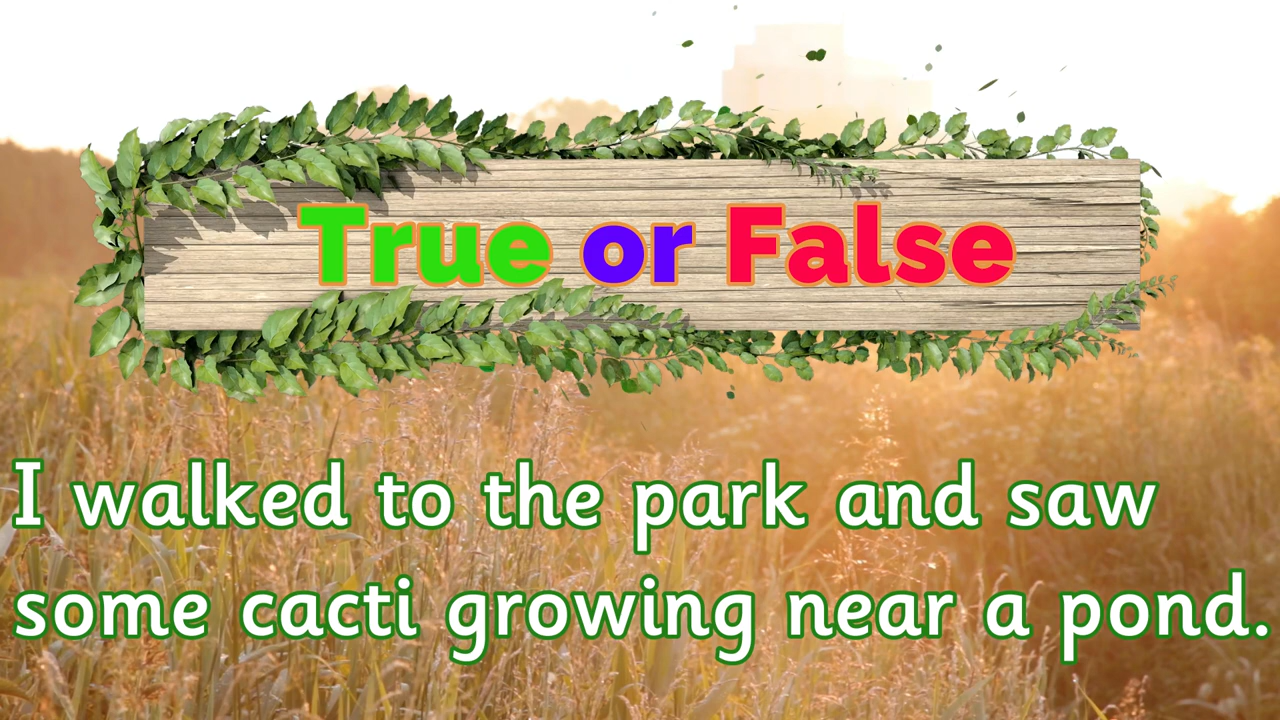 True or False
I walked to the park and saw
some cacti growing near a pond.